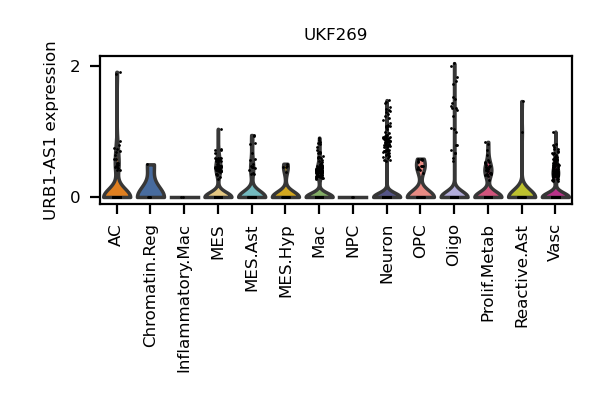 UKF269
URB1-AS1 expression
2
0
AC
Chromatin.Reg
Inflammatory.Mac
MES
MES.Ast
MES.Hyp
Mac
NPC
Neuron
OPC
Oligo
Prolif.Metab
Reactive.Ast
Vasc